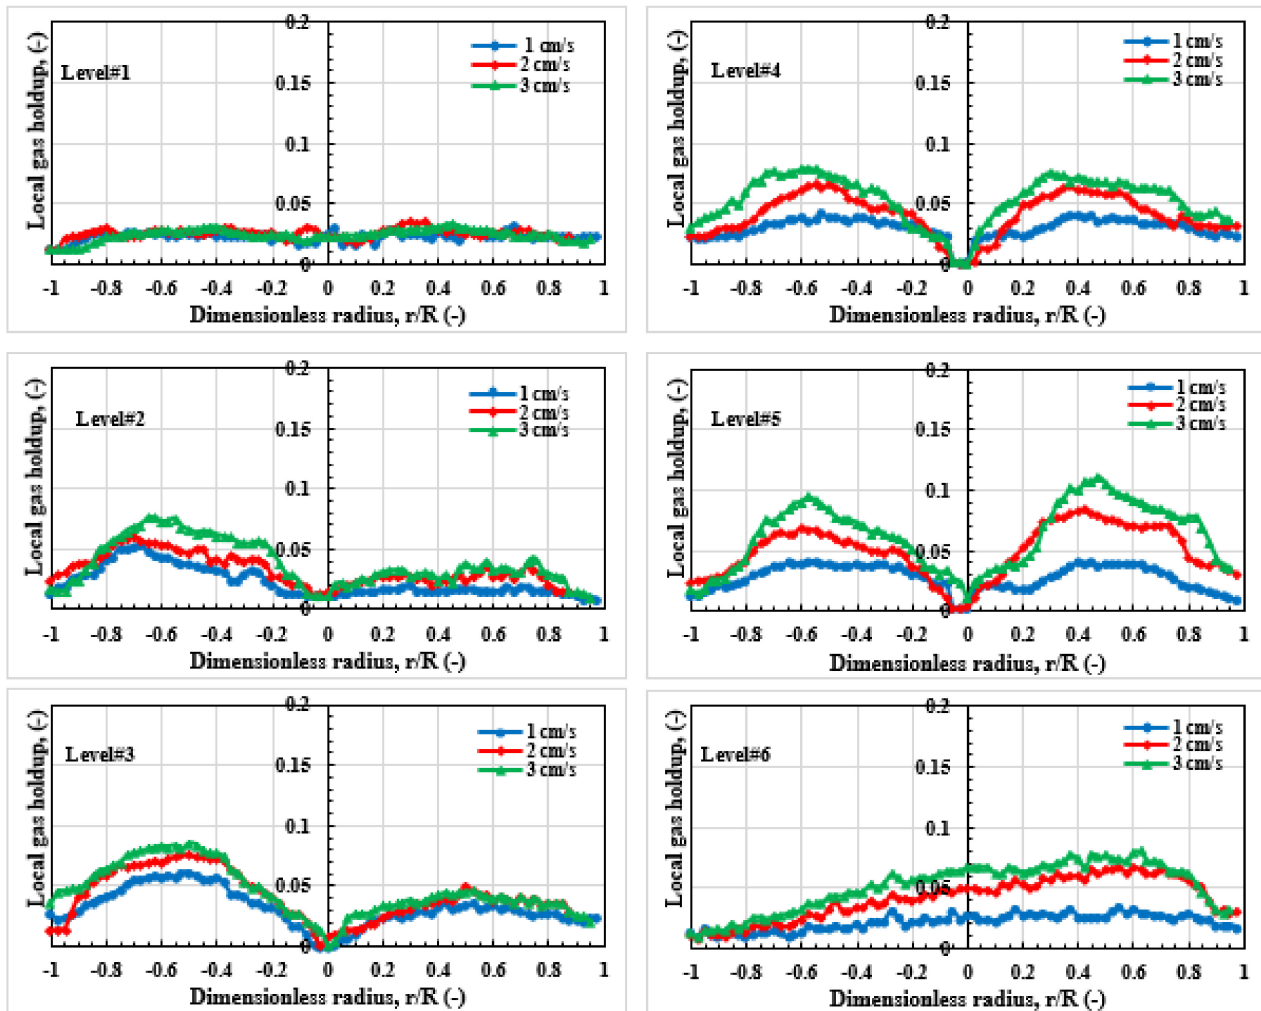 Local gas holdup, (-)
Level#1
0.2
0.15
0.1
0.05
0
1 cm/s
2 cm/s
3 cm/s
-1 -0.8 -0.6 -0.4 -0.2 0 0.2 0.4 0.6 0.8 1
Dimensionless radius, r/R (-)
Local gas holdup, (-)
Level#4
0.2
0.15
0.1
0.05
0
1 cm/s
2 cm/s
3 cm/s
-1 -0.8 -0.6 -0.4 -0.2 0 0.2 0.4 0.6 0.8 1
Dimensionless radius, r/R (-)
Local gas holdup, (-)
Level#2
0.2
0.15
0.1
0.05
0
1 cm/s
2 cm/s
3 cm/s
-1 -0.8 -0.6 -0.4 -0.2 0 0.2 0.4 0.6 0.8 1
Dimensionless radius, r/R (-)
Local gas holdup, (-)
Level#5
0.2
0.15
0.1
0.05
0
1 cm/s
2 cm/s
3 cm/s
-1 -0.8 -0.6 -0.4 -0.2 0 0.2 0.4 0.6 0.8 1
Dimensionless radius, r/R (-)
Local gas holdup, (-)
Level#3
0.2
0.15
0.1
0.05
0
1 cm/s
2 cm/s
3 cm/s
-1 -0.8 -0.6 -0.4 -0.2 0 0.2 0.4 0.6 0.8 1
Dimensionless radius, r/R (-)
Local gas holdup, (-)
Level#6
0.2
0.15
0.1
0.05
0
1 cm/s
2 cm/s
3 cm/s
-1 -0.8 -0.6 -0.4 -0.2 0 0.2 0.4 0.6 0.8 1
Dimensionless radius, r/R (-)